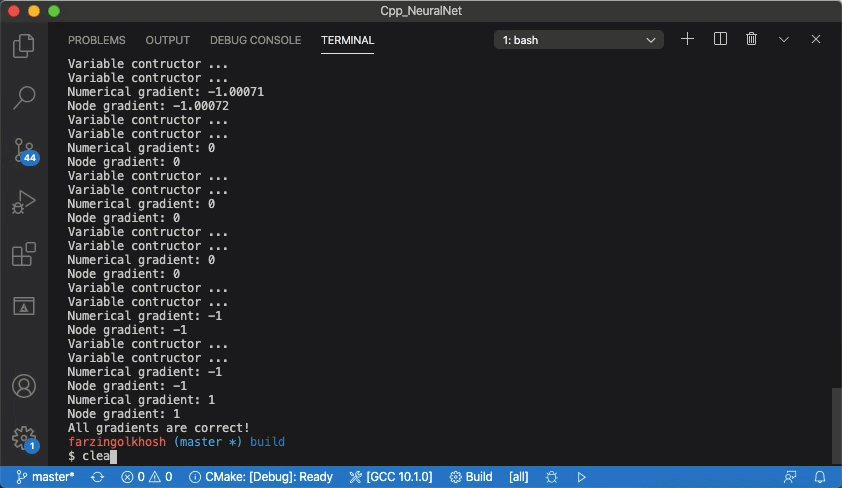 Cpp_NeuralNet
PROBLEMS OUTPUT DEBUG CONSOLE TERMINAL 1: bash
Variable contructor ...
Variable contructor ...
Numerical gradient: -1.00071
Node gradient: -1.00072
Variable contructor ...
Variable contructor ...
Numerical gradient: 0
Node gradient: 0
Variable contructor ...
Variable contructor ...
Numerical gradient: 0
Node gradient: 0
Variable contructor ...
Variable contructor ...
Numerical gradient: 0
Node gradient: 0
Variable contructor ...
Variable contructor ...
Numerical gradient: -1
Node gradient: -1
Variable contructor ...
Variable contructor ...
Numerical gradient: -1
Node gradient: -1
Numerical gradient: 1
Node gradient: 1
All gradients are correct!
farzingolkhosh (master *) build
$ clea
44
1
master* 0 0 CMake: [Debug]: Ready [GCC 10.1.0] Build [all]